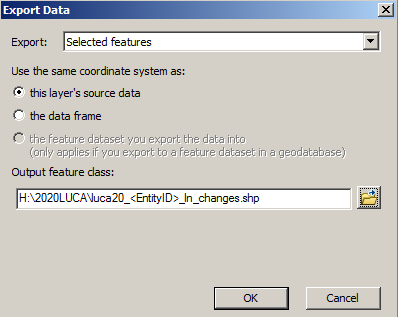 Export Data
Export: Selected features
Use the same coordinate system as:
this layer's source data
the data frame
the feature dataset you export the data into
(only applies if you export to a feature dataset in a geodatabase)
Output feature class:
H:\2020LUCA\luca20_<EntityID>_ln_changes.shp
OK Cancel